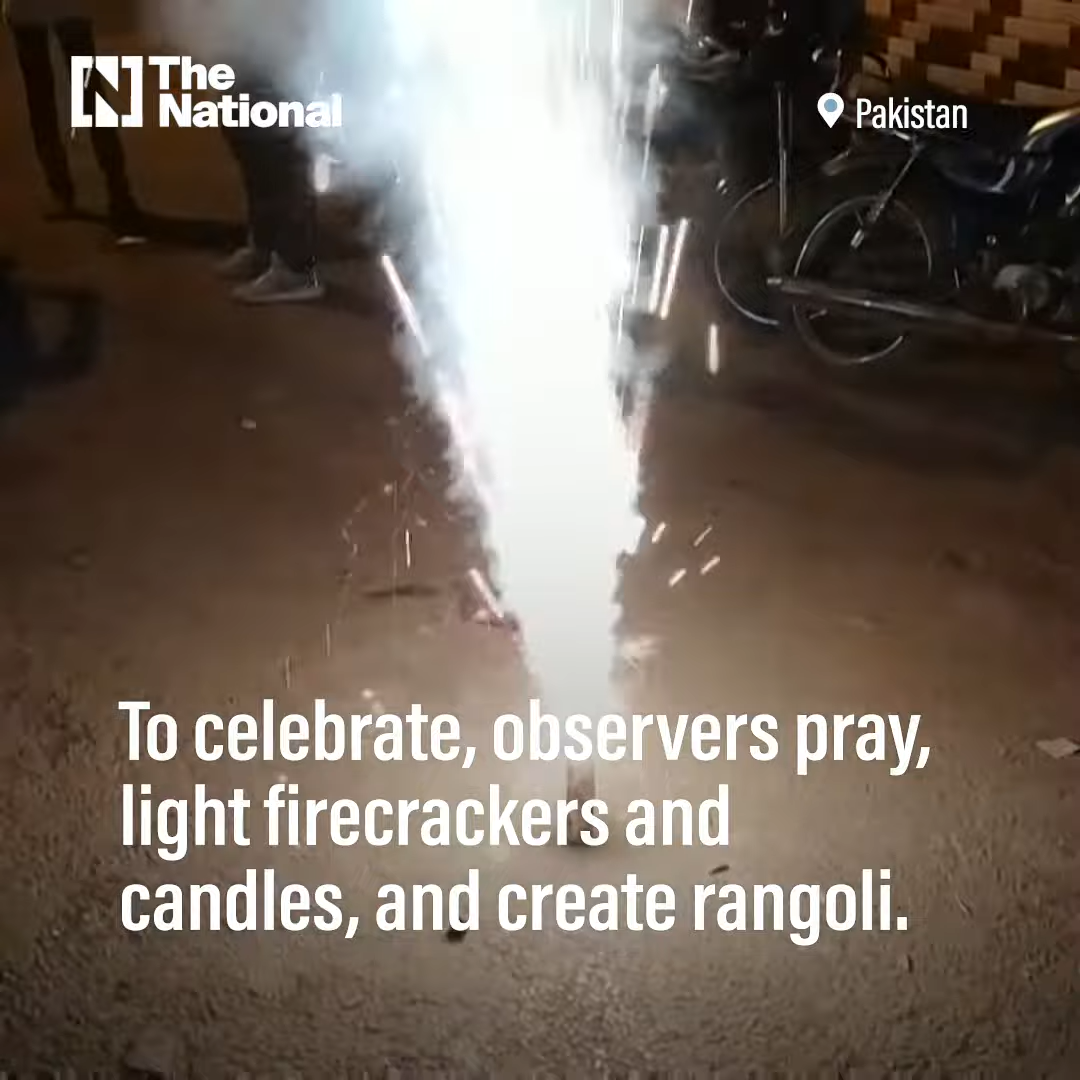 The
National
Pakistan
To celebrate, observers pray,
light firecrackers and
candles, and create rangoli.